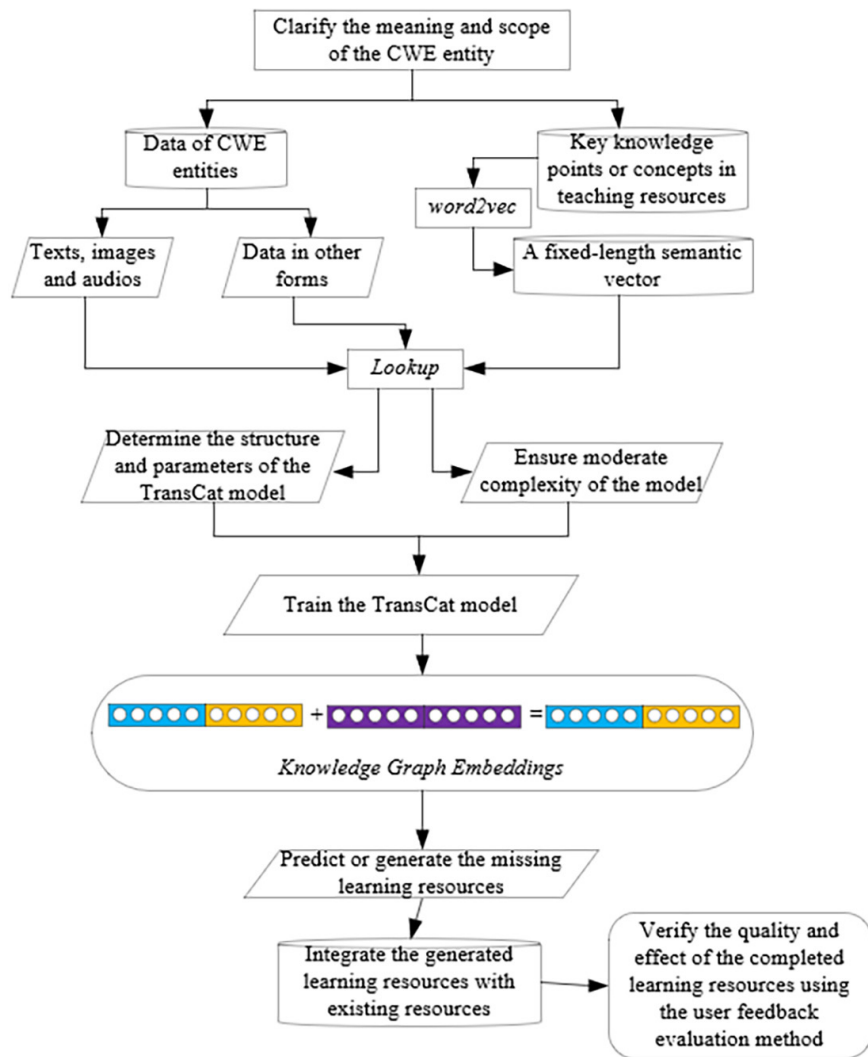 Clarify the meaning and scope
of the CWE entity
Data of CWE
entities
Key knowledge
points or concepts in
teaching resources
word2vec
Texts, images
and audios
Data in other
forms
A fixed-length semantic
vector
Lookup
Determine the structure
and parameters of the
TransCat model
Ensure moderate
complexity of the model
Train the TransCat model
+
=
Knowledge Graph Embeddings
Predict or generate the missing
learning resources
Integrate the generated
learning resources with
existing resources
Verify the quality and
effect of the completed
learning resources using
the user feedback
evaluation method